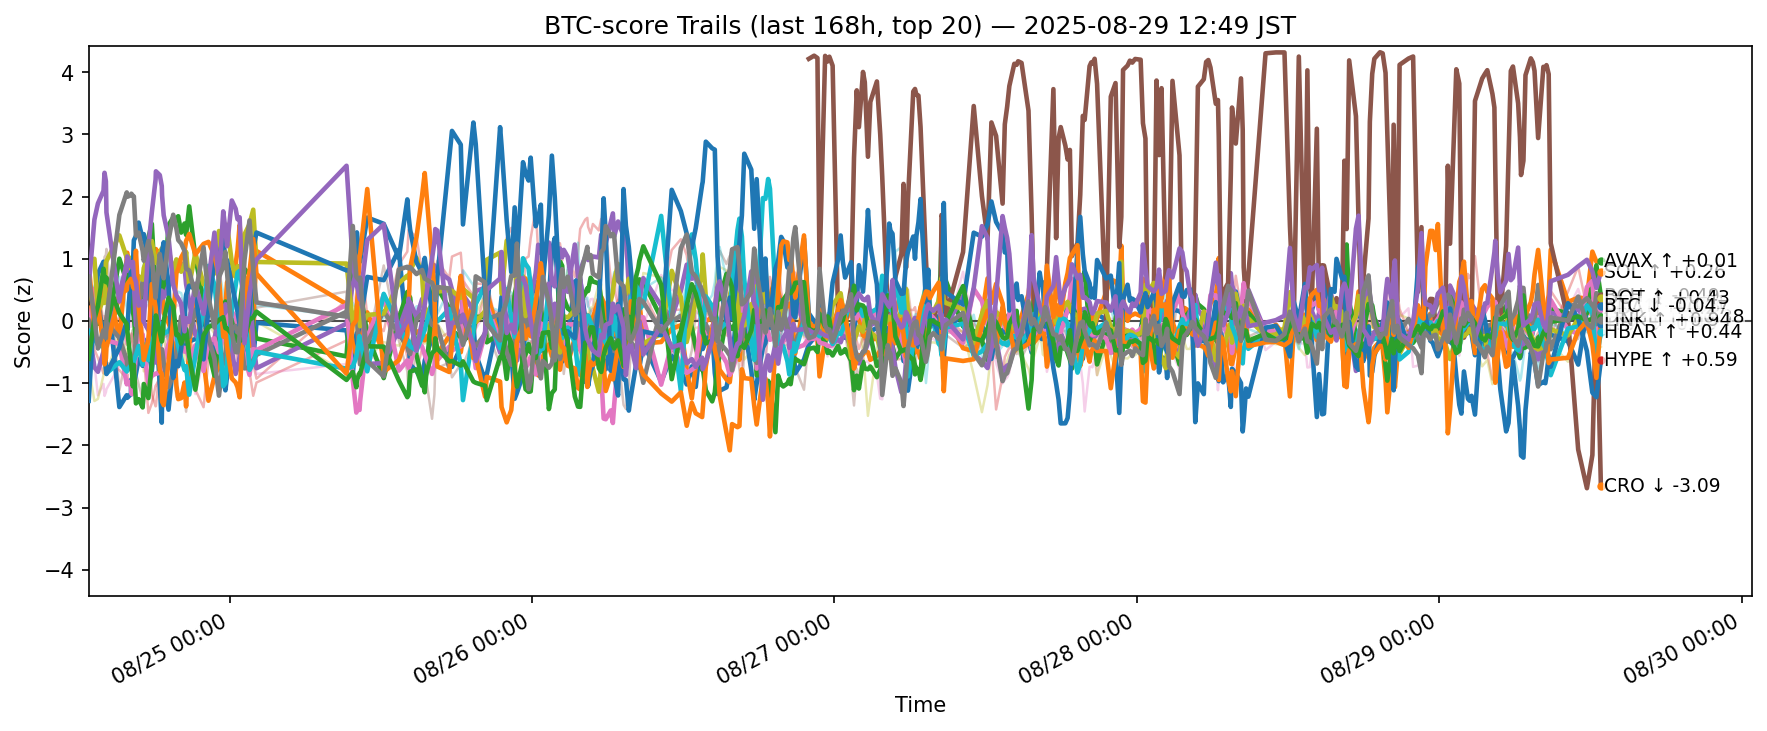 BTC-score Trails (last 168h, top 20) — 2025-08-29 12:49 JST
Score (z)
4
3
2
1
0
−1
−2
−3
−4
AVAX ↑ +0.01
SOL ↑ +0.26
BTC ↓ -0.04
HBAR ↑ +0.44
HYPE ↑ +0.59
CRO ↓ -3.09
08/25 00:00
08/26 00:00
08/27 00:00
08/28 00:00
08/29 00:00
08/30 00:00
Time